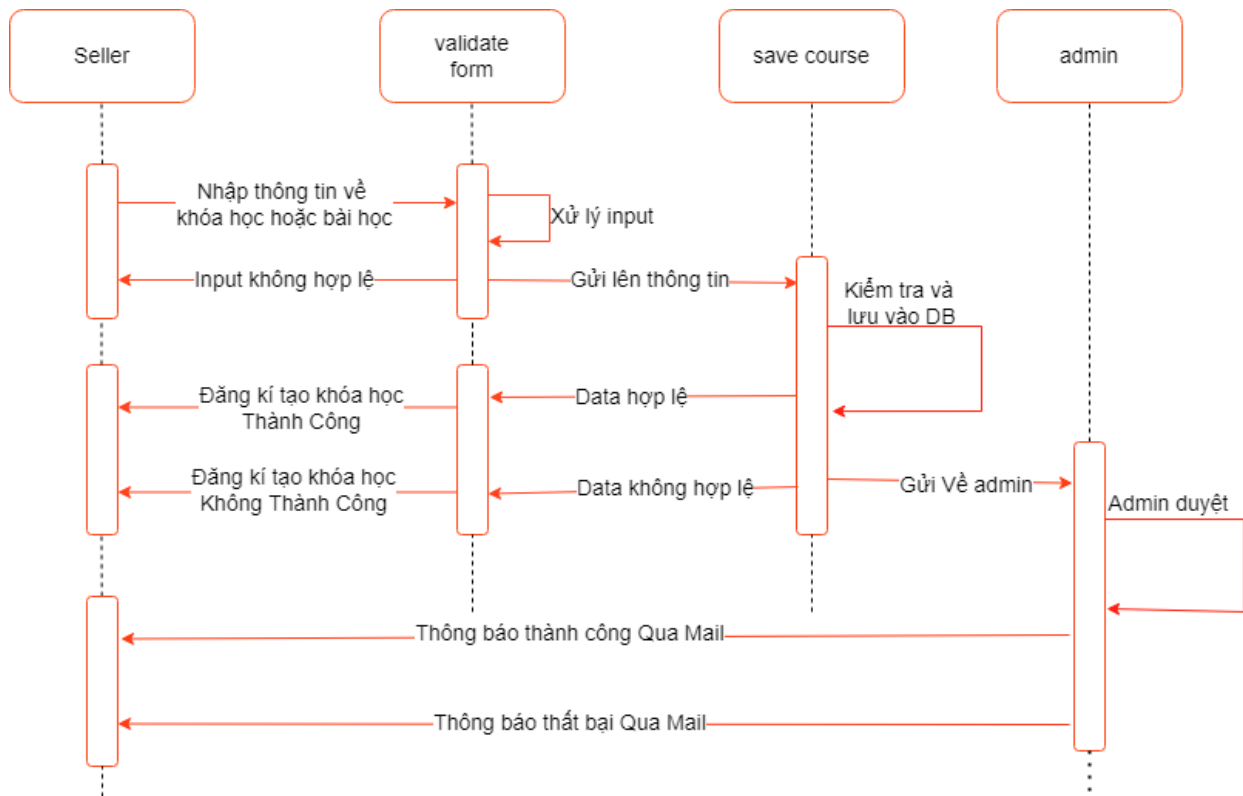 Seller
validate
form
save course
admin
Nhập thông tin về
khóa học hoặc bài học
Xử lý input
Input không hợp lệ
Gửi lên thông tin
Kiểm tra và
lưu vào DB
Đăng kí tạo khóa học
Thành Công
Data hợp lệ
Đăng kí tạo khóa học
Không Thành Công
Data không hợp lệ
Gửi Về admin
Admin duyệt
Thông báo thành công Qua Mail
Thông báo thất bại Qua Mail